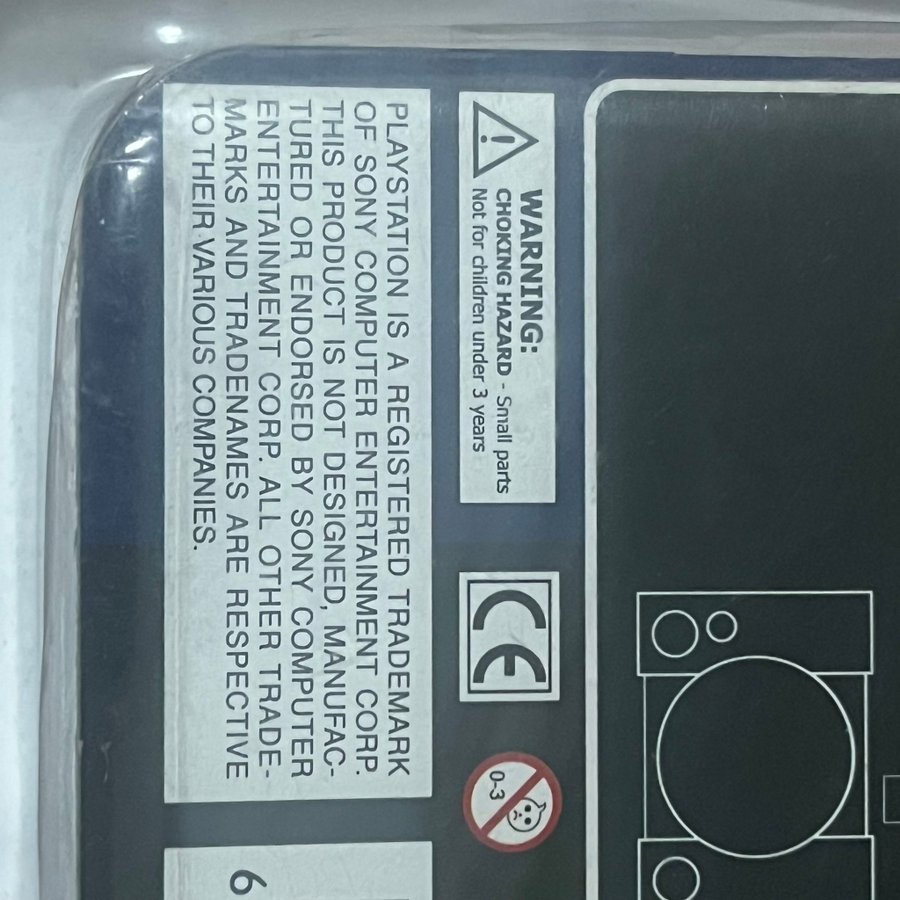 WARNING:
CHOKING HAZARD - Small parts
Not for children under 3 years
CE
0-3
PLAYSTATION IS A REGISTERED TRADEMARK
OF SONY COMPUTER ENTERTAINMENT CORP.
THIS PRODUCT IS NOT DESIGNED, MANUFAC-
TURED OR ENDORSED BY SONY COMPUTER
ENTERTAINMENT CORP. ALL OTHER TRADE-
MARKS AND TRADENAMES ARE RESPECTIVE
TO THEIR VARIOUS COMPANIES.
6